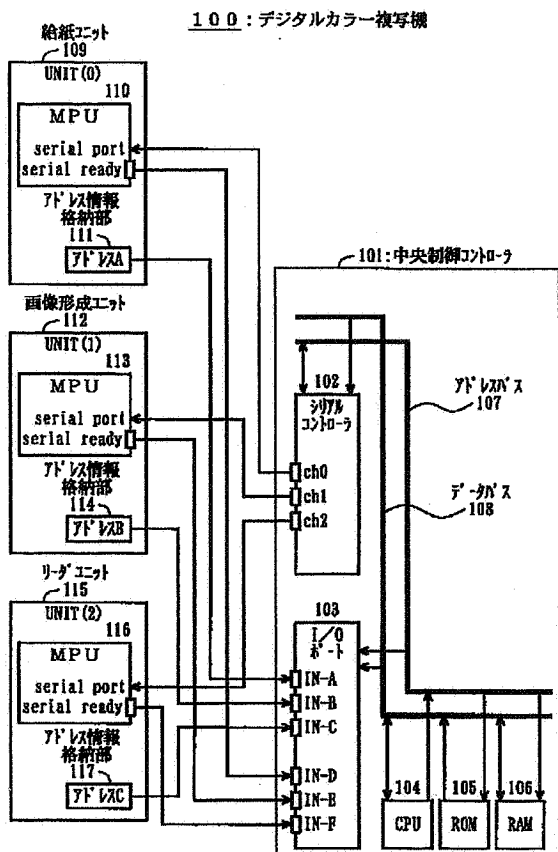 100：デジタルカラー複写機
給紙ユニット
109
UNIT(0)
110
MPU
serial port
serial ready
アドレス情報
格納部
111
アドレスA
画像形成ユニット
112
UNIT(1)
113
MPU
serial port
serial ready
アドレス情報
格納部
114
アドレスB
リーダユニット
115
UNIT(2)
116
MPU
serial port
serial ready
アドレス情報
格納部
117
アドレスC
101:中央制御コントローラ
102
シリアル
コントローラ
ch0
ch1
ch2
アドレスバス
107
データバス
108
103
I/O
ポート
IN-A
IN-B
IN-C
IN-D
IN-E
IN-F
104
CPU
105
ROM
106
RAM